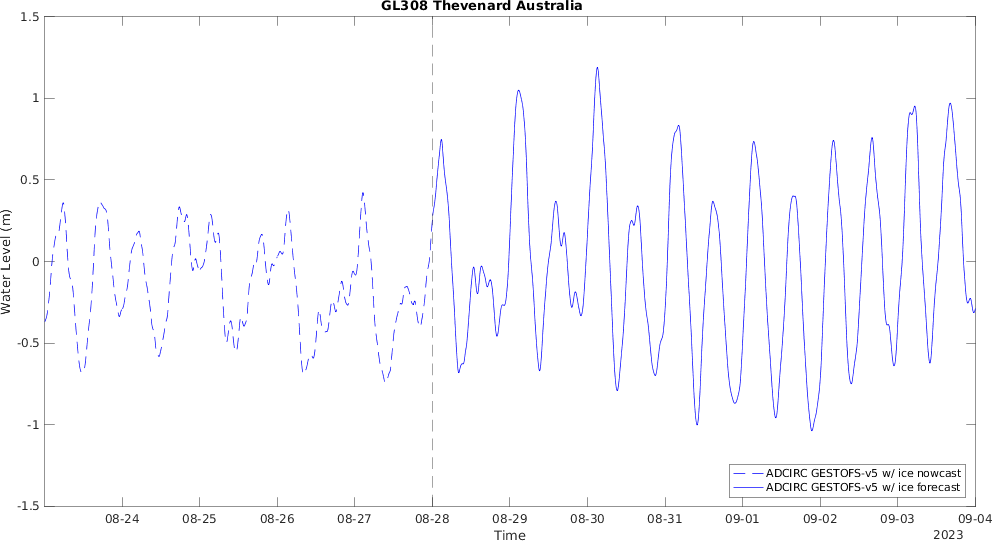 GL308 Thevenard Australia
Water Level (m)
1.5
1
0.5
0
-0.5
-1
-1.5
ADCIRC GESTOFS-v5 w/ ice nowcast
ADCIRC GESTOFS-v5 w/ ice forecast
08-24 08-25 08-26 08-27 08-28 08-29 08-30 08-31 09-01 09-02 09-03 09-04
Time
2023